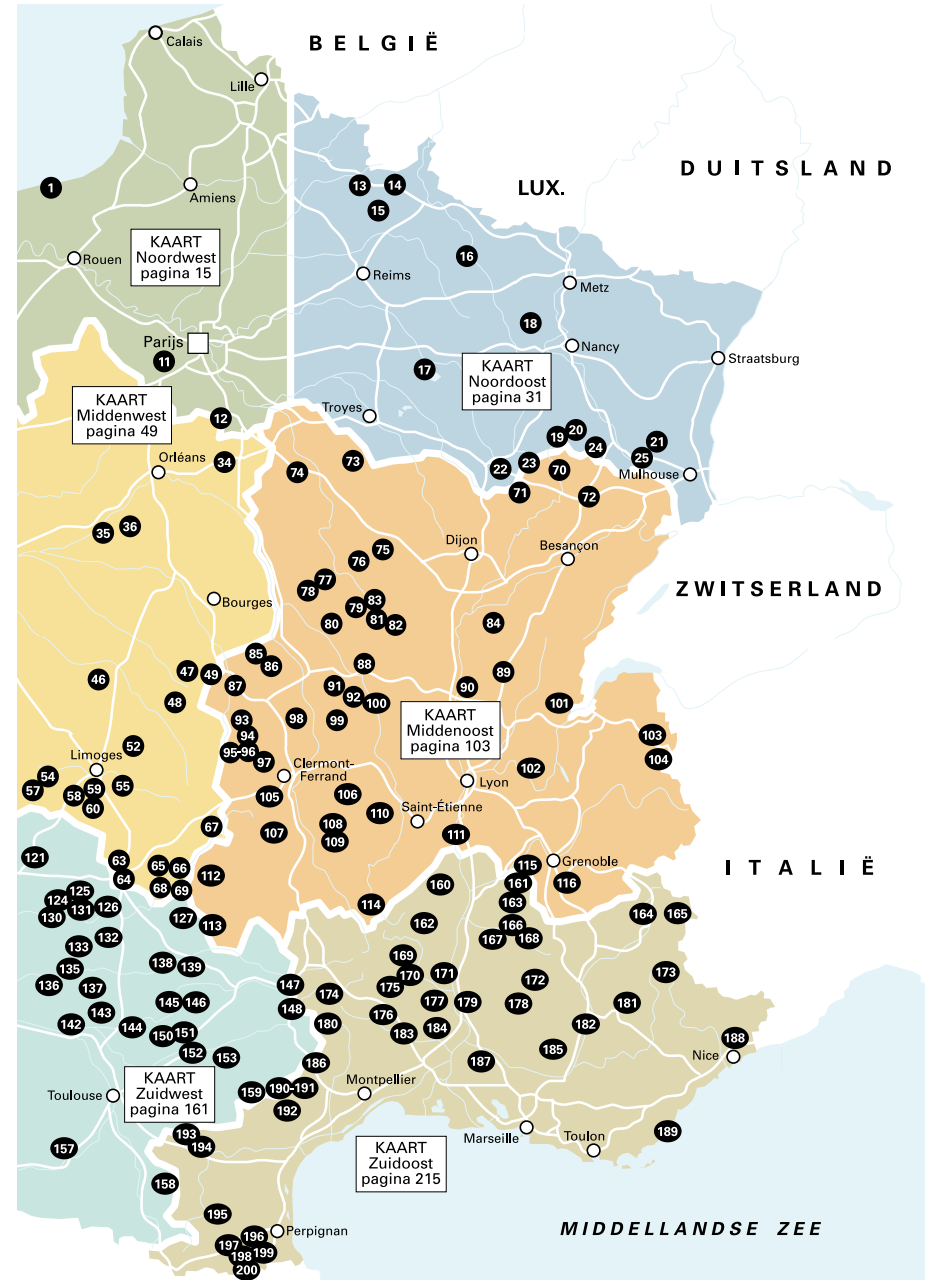 Calais
BELGIË
Lille
DUITSLAND
LUX.
13
14
1
Amiens
15
KAART
Noordwest
pagina 15
16
Rouen
Reims
Metz
18
Parijs
Nancy
11
Straatsburg
17
KAART
Noordoost
pagina 31
KAART
Middenwest
pagina 49
Troyes
12
20
19
21
24
25
Orléans
34
73
74
22
23
70
Mulhouse
71
72
36
35
Dijon
Besançon
75
76
77
78
ZWITSERLAND
Bourges
83
79
81
80
82
84
85
86
88
47
49
89
46
87
91
90
92
100
48
101
93
98
99
KAART
Middenoost
pagina 103
94
103
52
95-96
104
97
Limoges
Clermont-
Ferrand
102
54
57
55
59
58
60
Lyon
105
106
110
Saint-Étienne
67
107
108
109
111
121
63
65
66
64
68
69
112
115
Grenoble
ITALIË
160
161
116
125
124
131
126
130
127
113
114
163
164
165
162
166
167
168
132
133
169
135
138
139
170
171
172
173
136
137
147
174
175
145
146
148
177
179
178
181
143
142
144
176
180
182
150
151
183
184
188
152
153
185
Nice
186
187
Toulouse
KAART
Zuidwest
pagina 161
159
190-191
Montpellier
192
Marseille
Toulon
189
193
194
157
KAART
Zuidoost
pagina 215
158
195
196
Perpignan
MIDDELLANDSE ZEE
197
199
198
200